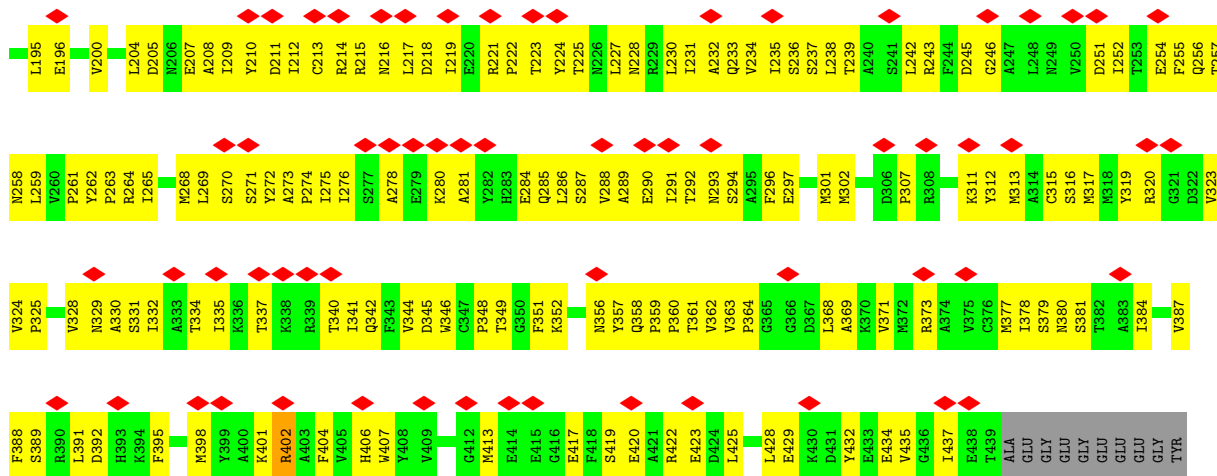 L195 E196 V200 L204 D205 N206 E207 A208 I209 Y210 D211 I212 C213 R214 R215 N216 L217 D218 I219 E220 R221 P222 T223 Y224 T225 N226 L227 N228 R229 L230 I231 A232 Q233 V234 I235 S236 S237 L238 T239 A240 S241 L242 R243 F244 D245 G246 A247 L248 N249 V250 D251 I252 T253 E254 F255 Q256 T257
N258 L259 V260 P261 Y262 P263 R264 I265 M268 L269 S270 S271 Y272 A273 P274 I275 I276 S277 A278 E279 K280 A281 Y282 H283 E284 Q285 L286 S287 V288 A289 E290 I291 T292 N293 S294 A295 F296 E297 M301 M302 D306 P307 R308 K311 Y312 M313 A314 C315 S316 M317 M318 Y319 R320 G321 D322 V323
V324 P325 V328 N329 A330 S331 I332 A333 T334 I335 K336 T337 K338 R339 T340 I341 Q342 F343 V344 D345 W346 C347 P348 T349 G350 F351 K352 N356 Y357 Q358 P359 P360 T361 V362 V363 P364 G365 G366 D367 L368 A369 K370 V371 M372 R373 A374 V375 C376 M377 I378 S379 N380 S381 T382 A383 I384 V387
F388 S389 R390 L391 D392 H393 K394 F395 M398 Y399 A400 K401 R402 A403 F404 V405 H406 W407 Y408 V409 G412 M413 E414 E415 G416 E417 F418 S419 E420 A421 R422 E423 D424 L425 L428 E429 K430 D431 Y432 E433 E434 V435 G436 I437 E438 T439 ALA GLU GLY GLU GLY GLU GLU GLU GLY TYR